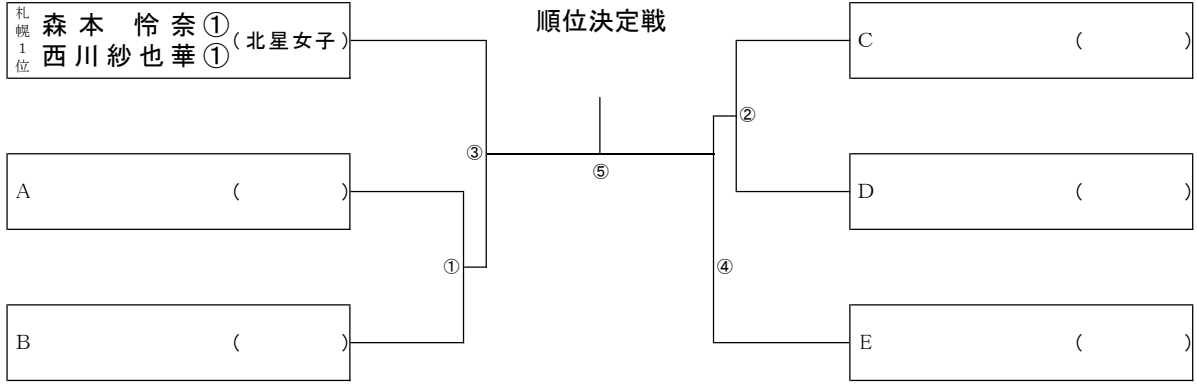 順位決定戦
札幌1位
森本 怜奈①
西川紗也華①
(北星女子)
A ( )
B ( )
C ( )
D ( )
E ( )
③
①
⑤
②
④